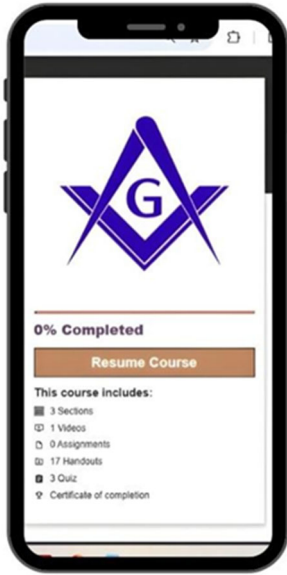 G
0% Completed
Resume Course
This course includes:
3 Sections
1 Videos
0 Assignments
17 Handouts
3 Quiz
Certificate of completion